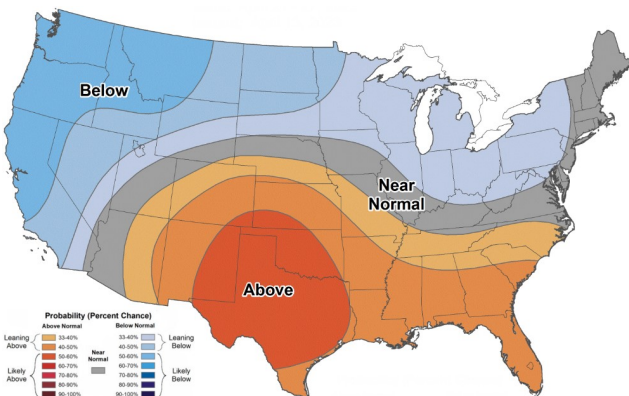 Below
Near
Normal
Above
Probability (Percent Chance)
Above Normal
Below Normal
Leaning
Above
33-40%
40-50%
33-40%
40-50%
Leaning
Below
Near
Normal
Likely
Above
50-60%
60-70%
70-80%
80-90%
90-100%
50-60%
60-70%
70-80%
80-90%
90-100%
Likely
Below